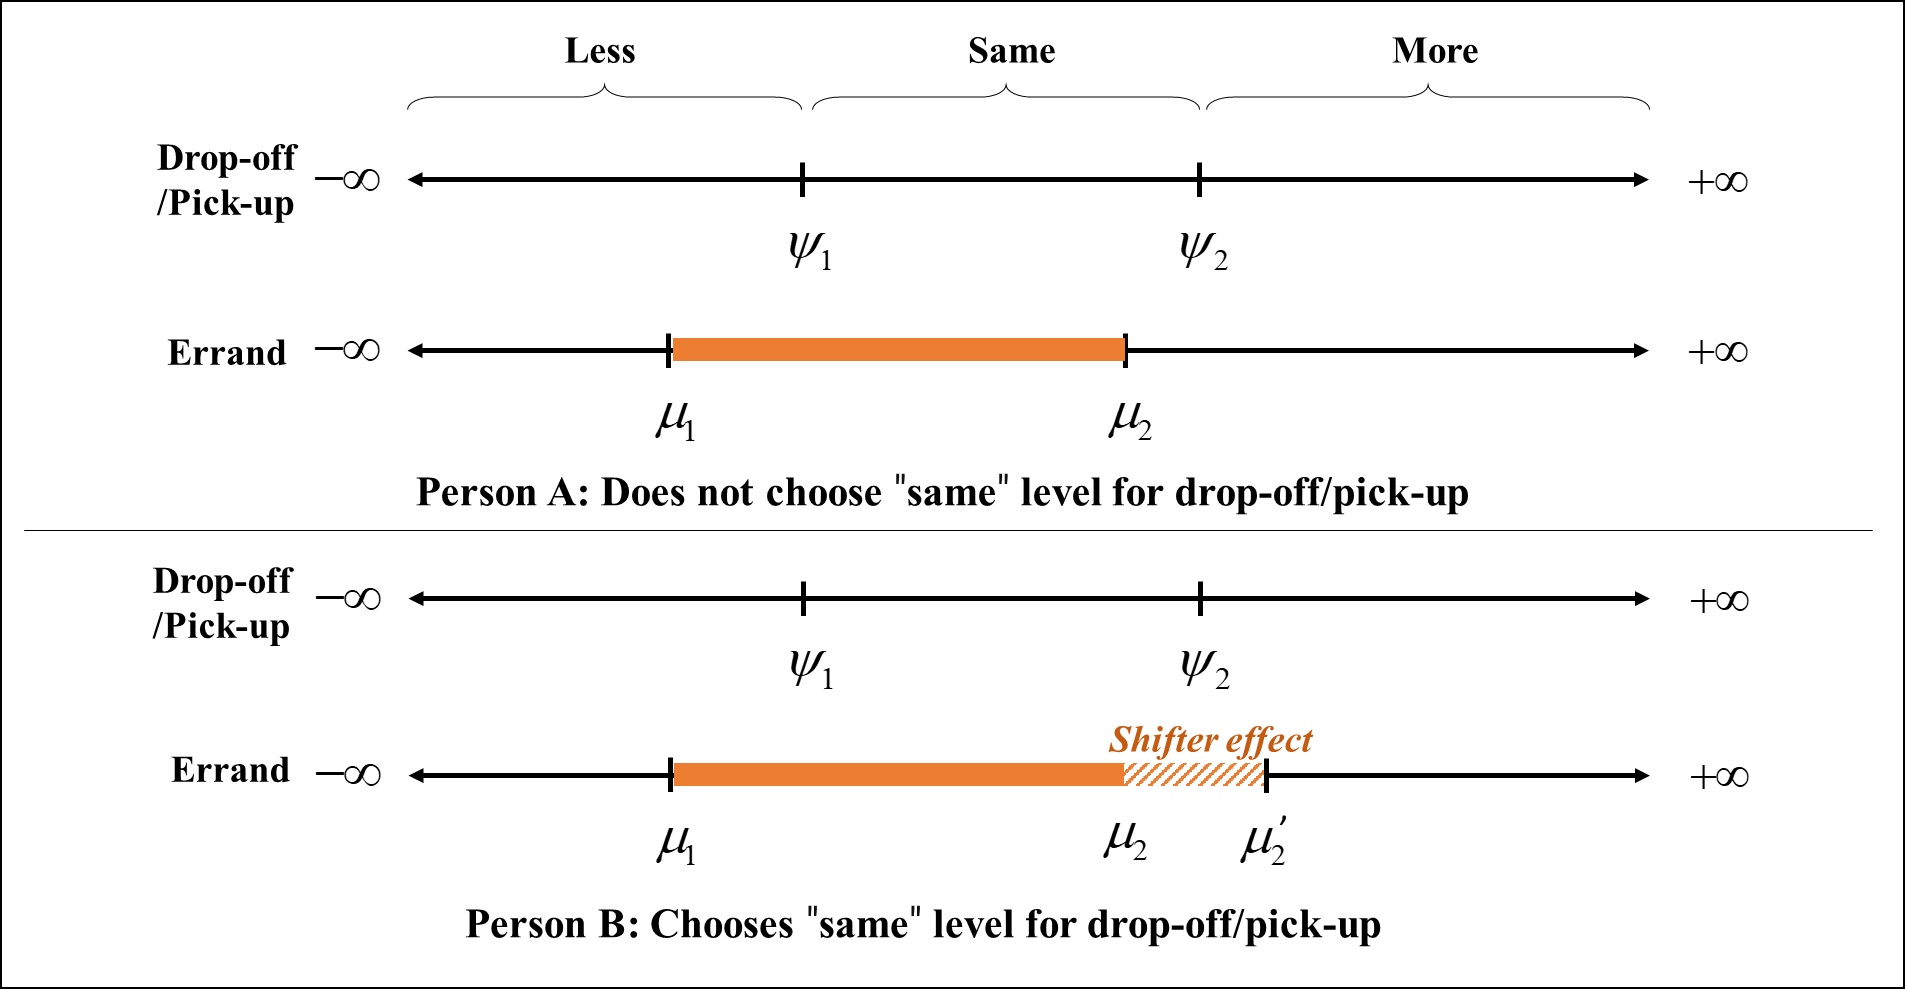 Less Same More
Drop-off
/Pick-up
−∞ +∞
ψ1 ψ2
Errand −∞ +∞
μ1 μ2
Person A: Does not choose "same" level for drop-off/pick-up
Drop-off
/Pick-up
−∞ +∞
ψ1 ψ2
Shifter effect
Errand −∞ +∞
μ1 μ2 μ2′
Person B: Chooses "same" level for drop-off/pick-up